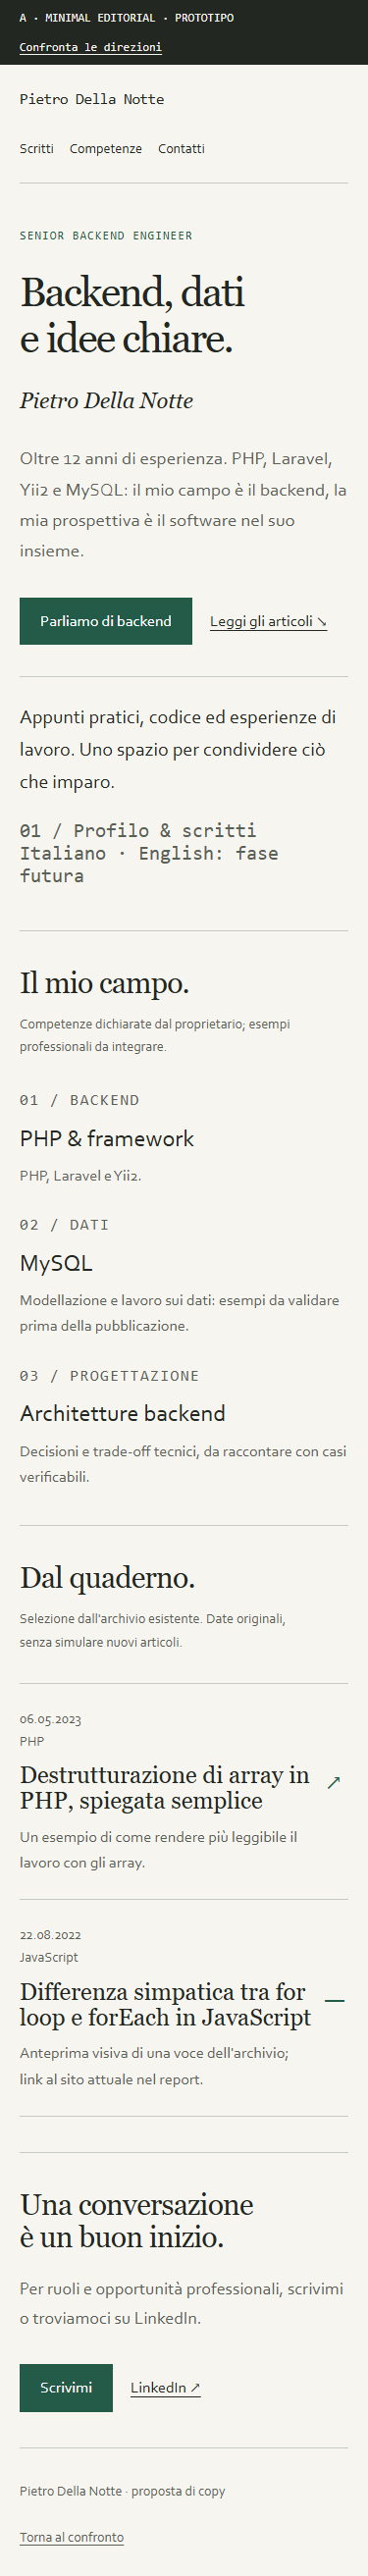 A · MINIMAL EDITORIAL · PROTOTIPO
Confronta le direzioni
Pietro Della Notte
Scritti Competenze Contatti
SENIOR BACKEND ENGINEER
Backend, dati
e idee chiare.
Pietro Della Notte
Oltre 12 anni di esperienza. PHP, Laravel,
Yii2 e MySQL: il mio campo è il backend, la
mia prospettiva è il software nel suo
insieme.
Parliamo di backend Leggi gli articoli ↘
Appunti pratici, codice ed esperienze di
lavoro. Uno spazio per condividere ciò
che imparo.
01 / Profilo & scritti
Italiano · English: fase
futura
Il mio campo.
Competenze dichiarate dal proprietario; esempi
professionali da integrare.
01 / BACKEND
PHP & framework
PHP, Laravel e Yii2.
02 / DATI
MySQL
Modellazione e lavoro sui dati: esempi da validare
prima della pubblicazione.
03 / PROGETTAZIONE
Architetture backend
Decisioni e trade-off tecnici, da raccontare con casi
verificabili.
Dal quaderno.
Selezione dall'archivio esistente. Date originali,
senza simulare nuovi articoli.
06.05.2023
PHP
Destrutturazione di array in
PHP, spiegata semplice ↗
Un esempio di come rendere più leggibile il
lavoro con gli array.
22.08.2022
JavaScript
Differenza simpatica tra for
loop e forEach in JavaScript —
Anteprima visiva di una voce dell'archivio;
link al sito attuale nel report.
Una conversazione
è un buon inizio.
Per ruoli e opportunità professionali, scrivimi
o troviamoci su LinkedIn.
Scrivimi LinkedIn ↗
Pietro Della Notte · proposta di copy
Torna al confronto